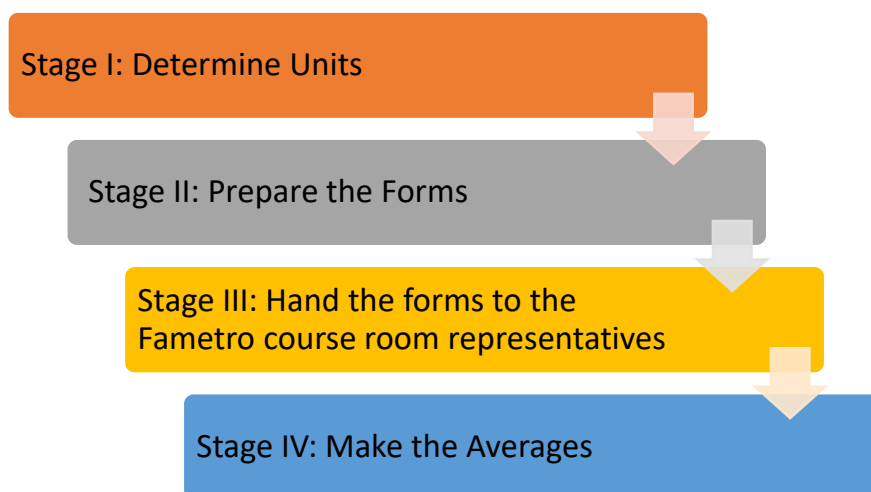 Stage I: Determine Units
Stage II: Prepare the Forms
Stage III: Hand the forms to the
Fametro course room representatives
Stage IV: Make the Averages